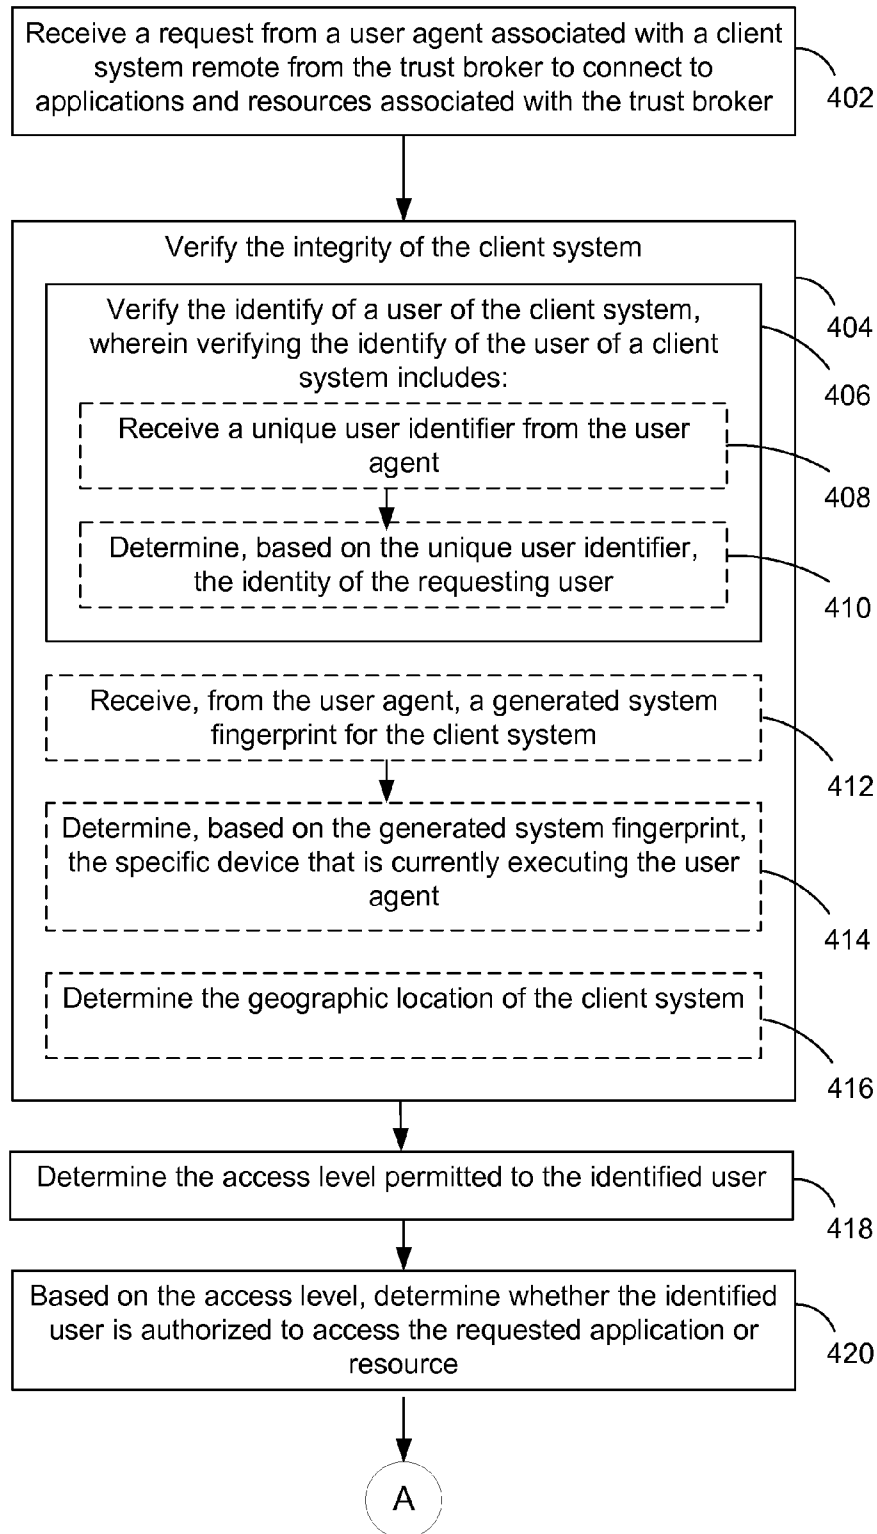 Receive a request from a user agent associated with a client
system remote from the trust broker to connect to
applications and resources associated with the trust broker
402
Verify the integrity of the client system
404
Verify the identify of a user of the client system,
wherein verifying the identify of the user of a client
system includes:
406
Receive a unique user identifier from the user
agent
408
Determine, based on the unique user identifier,
the identity of the requesting user
410
Receive, from the user agent, a generated system
fingerprint for the client system
412
Determine, based on the generated system fingerprint,
the specific device that is currently executing the user
agent
414
Determine the geographic location of the client system
416
Determine the access level permitted to the identified user
418
Based on the access level, determine whether the identified
user is authorized to access the requested application or
resource
420
A